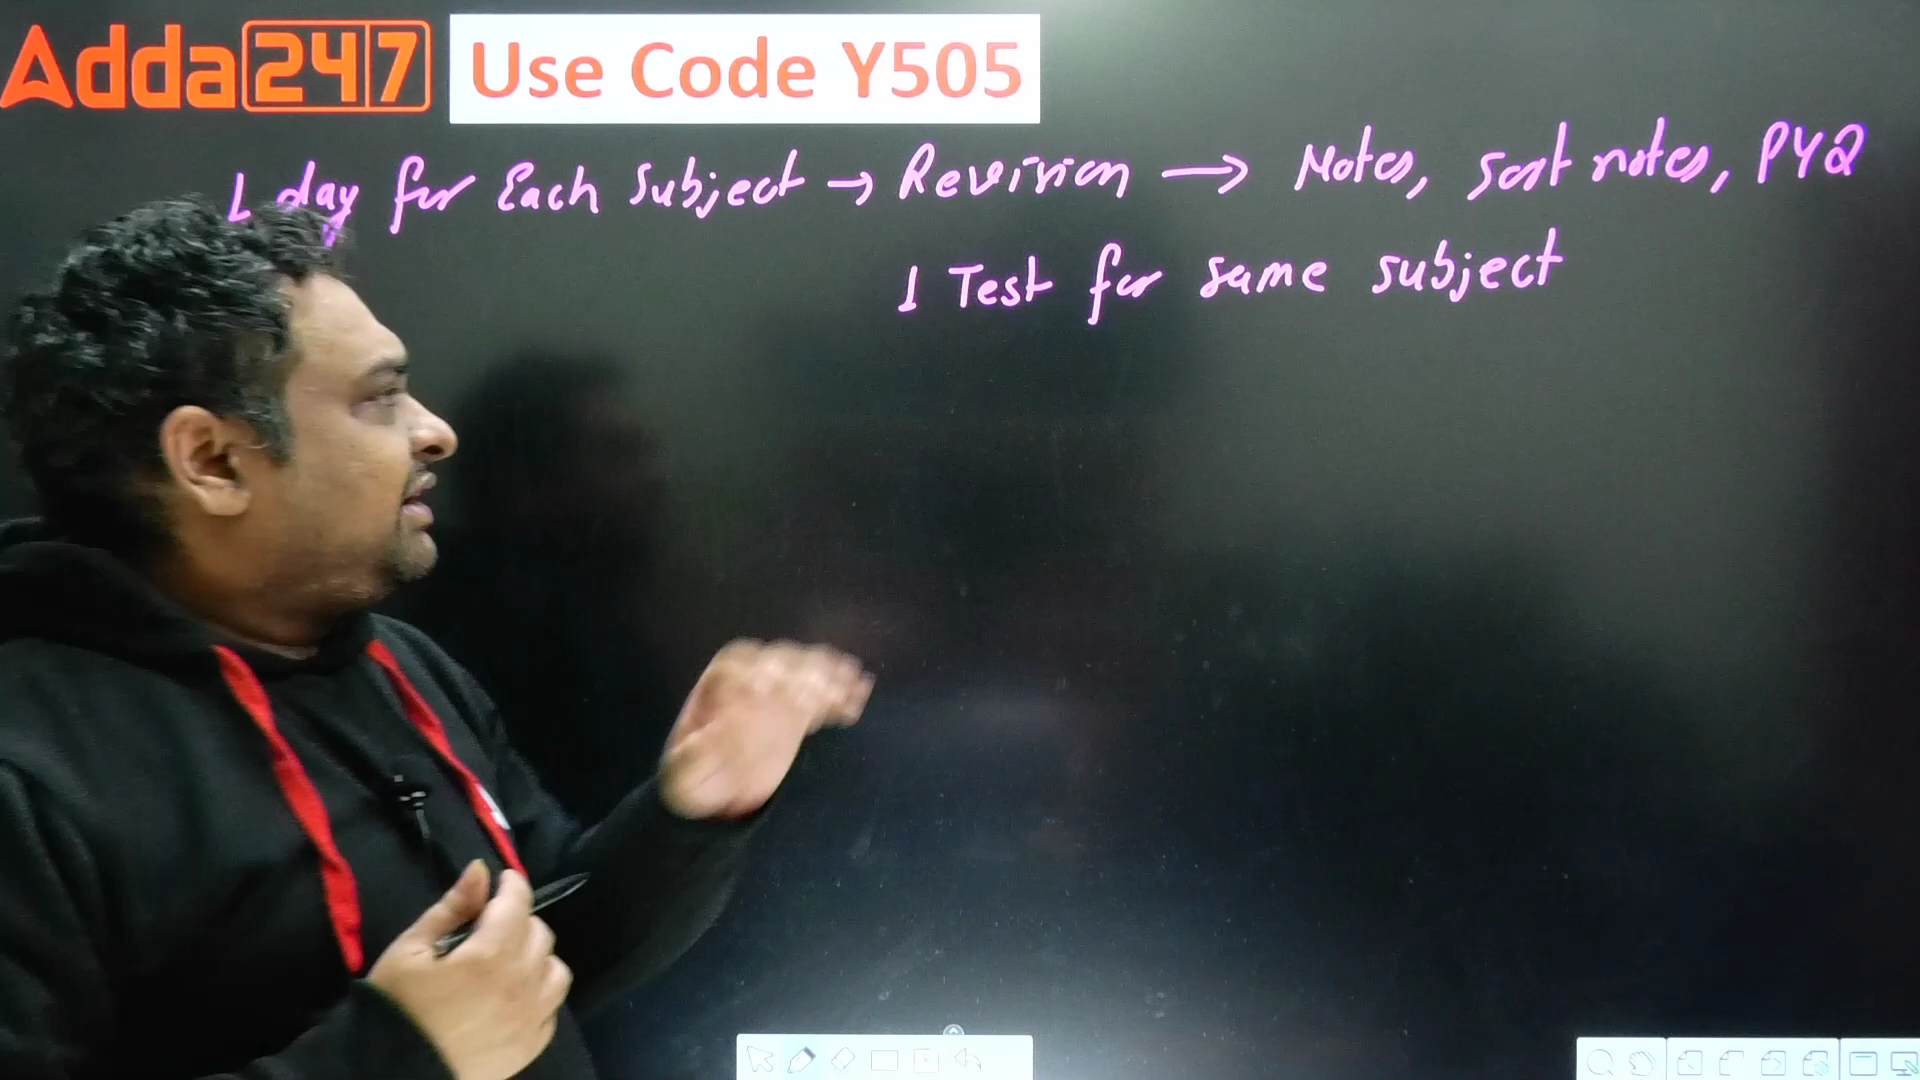 Adda247 Use Code Y505
1 day for Each Subject → Revision → Notes, sort notes, PYQ
1 Test for same subject